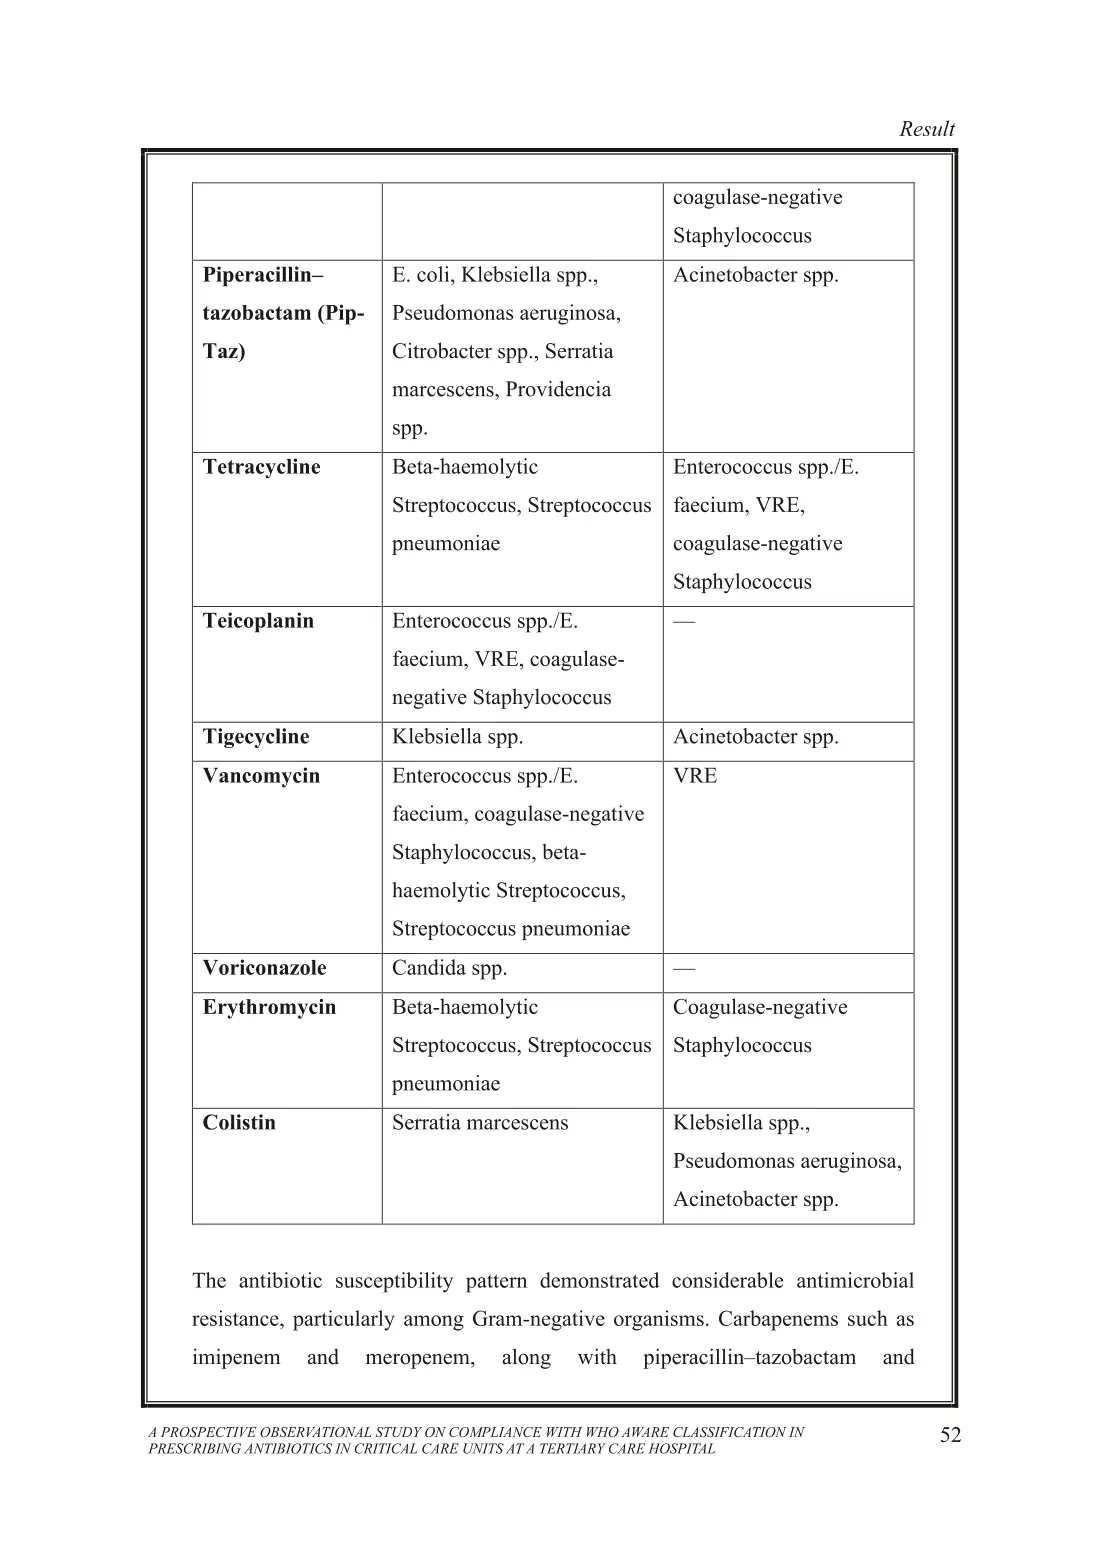 Result
coagulase-negative
Staphylococcus
Piperacillin–
tazobactam (Pip-
Taz)
E. coli, Klebsiella spp.,
Pseudomonas aeruginosa,
Citrobacter spp., Serratia
marcescens, Providencia
spp.
Acinetobacter spp.
Tetracycline
Beta-haemolytic
Streptococcus, Streptococcus
pneumoniae
Enterococcus spp./E.
faecium, VRE,
coagulase-negative
Staphylococcus
Teicoplanin
Enterococcus spp./E.
faecium, VRE, coagulase-
negative Staphylococcus
—
Tigecycline
Klebsiella spp.
Acinetobacter spp.
Vancomycin
Enterococcus spp./E.
faecium, coagulase-negative
Staphylococcus, beta-
haemolytic Streptococcus,
Streptococcus pneumoniae
VRE
Voriconazole
Candida spp.
—
Erythromycin
Beta-haemolytic
Streptococcus, Streptococcus
pneumoniae
Coagulase-negative
Staphylococcus
Colistin
Serratia marcescens
Klebsiella spp.,
Pseudomonas aeruginosa,
Acinetobacter spp.
The antibiotic susceptibility pattern demonstrated considerable antimicrobial
resistance, particularly among Gram-negative organisms. Carbapenems such as
imipenem and meropenem, along with piperacillin–tazobactam and
A PROSPECTIVE OBSERVATIONAL STUDY ON COMPLIANCE WITH WHO AWARE CLASSIFICATION IN
PRESCRIBING ANTIBIOTICS IN CRITICAL CARE UNITS AT A TERTIARY CARE HOSPITAL
52